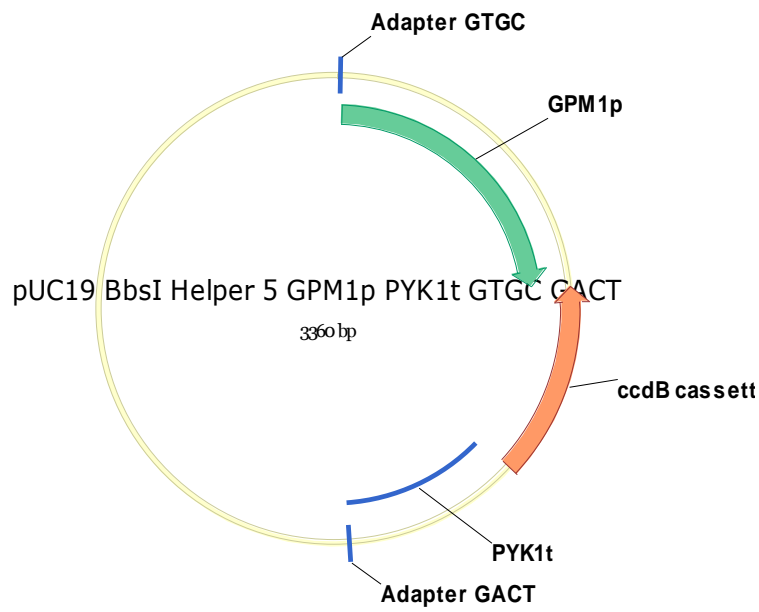 Adapter GTGC
GPM1p
pUC19 BbsI Helper 5 GPM1p PYK1t GTGC GACT
3360 bp
ccdB cassett
PYK1t
Adapter GACT